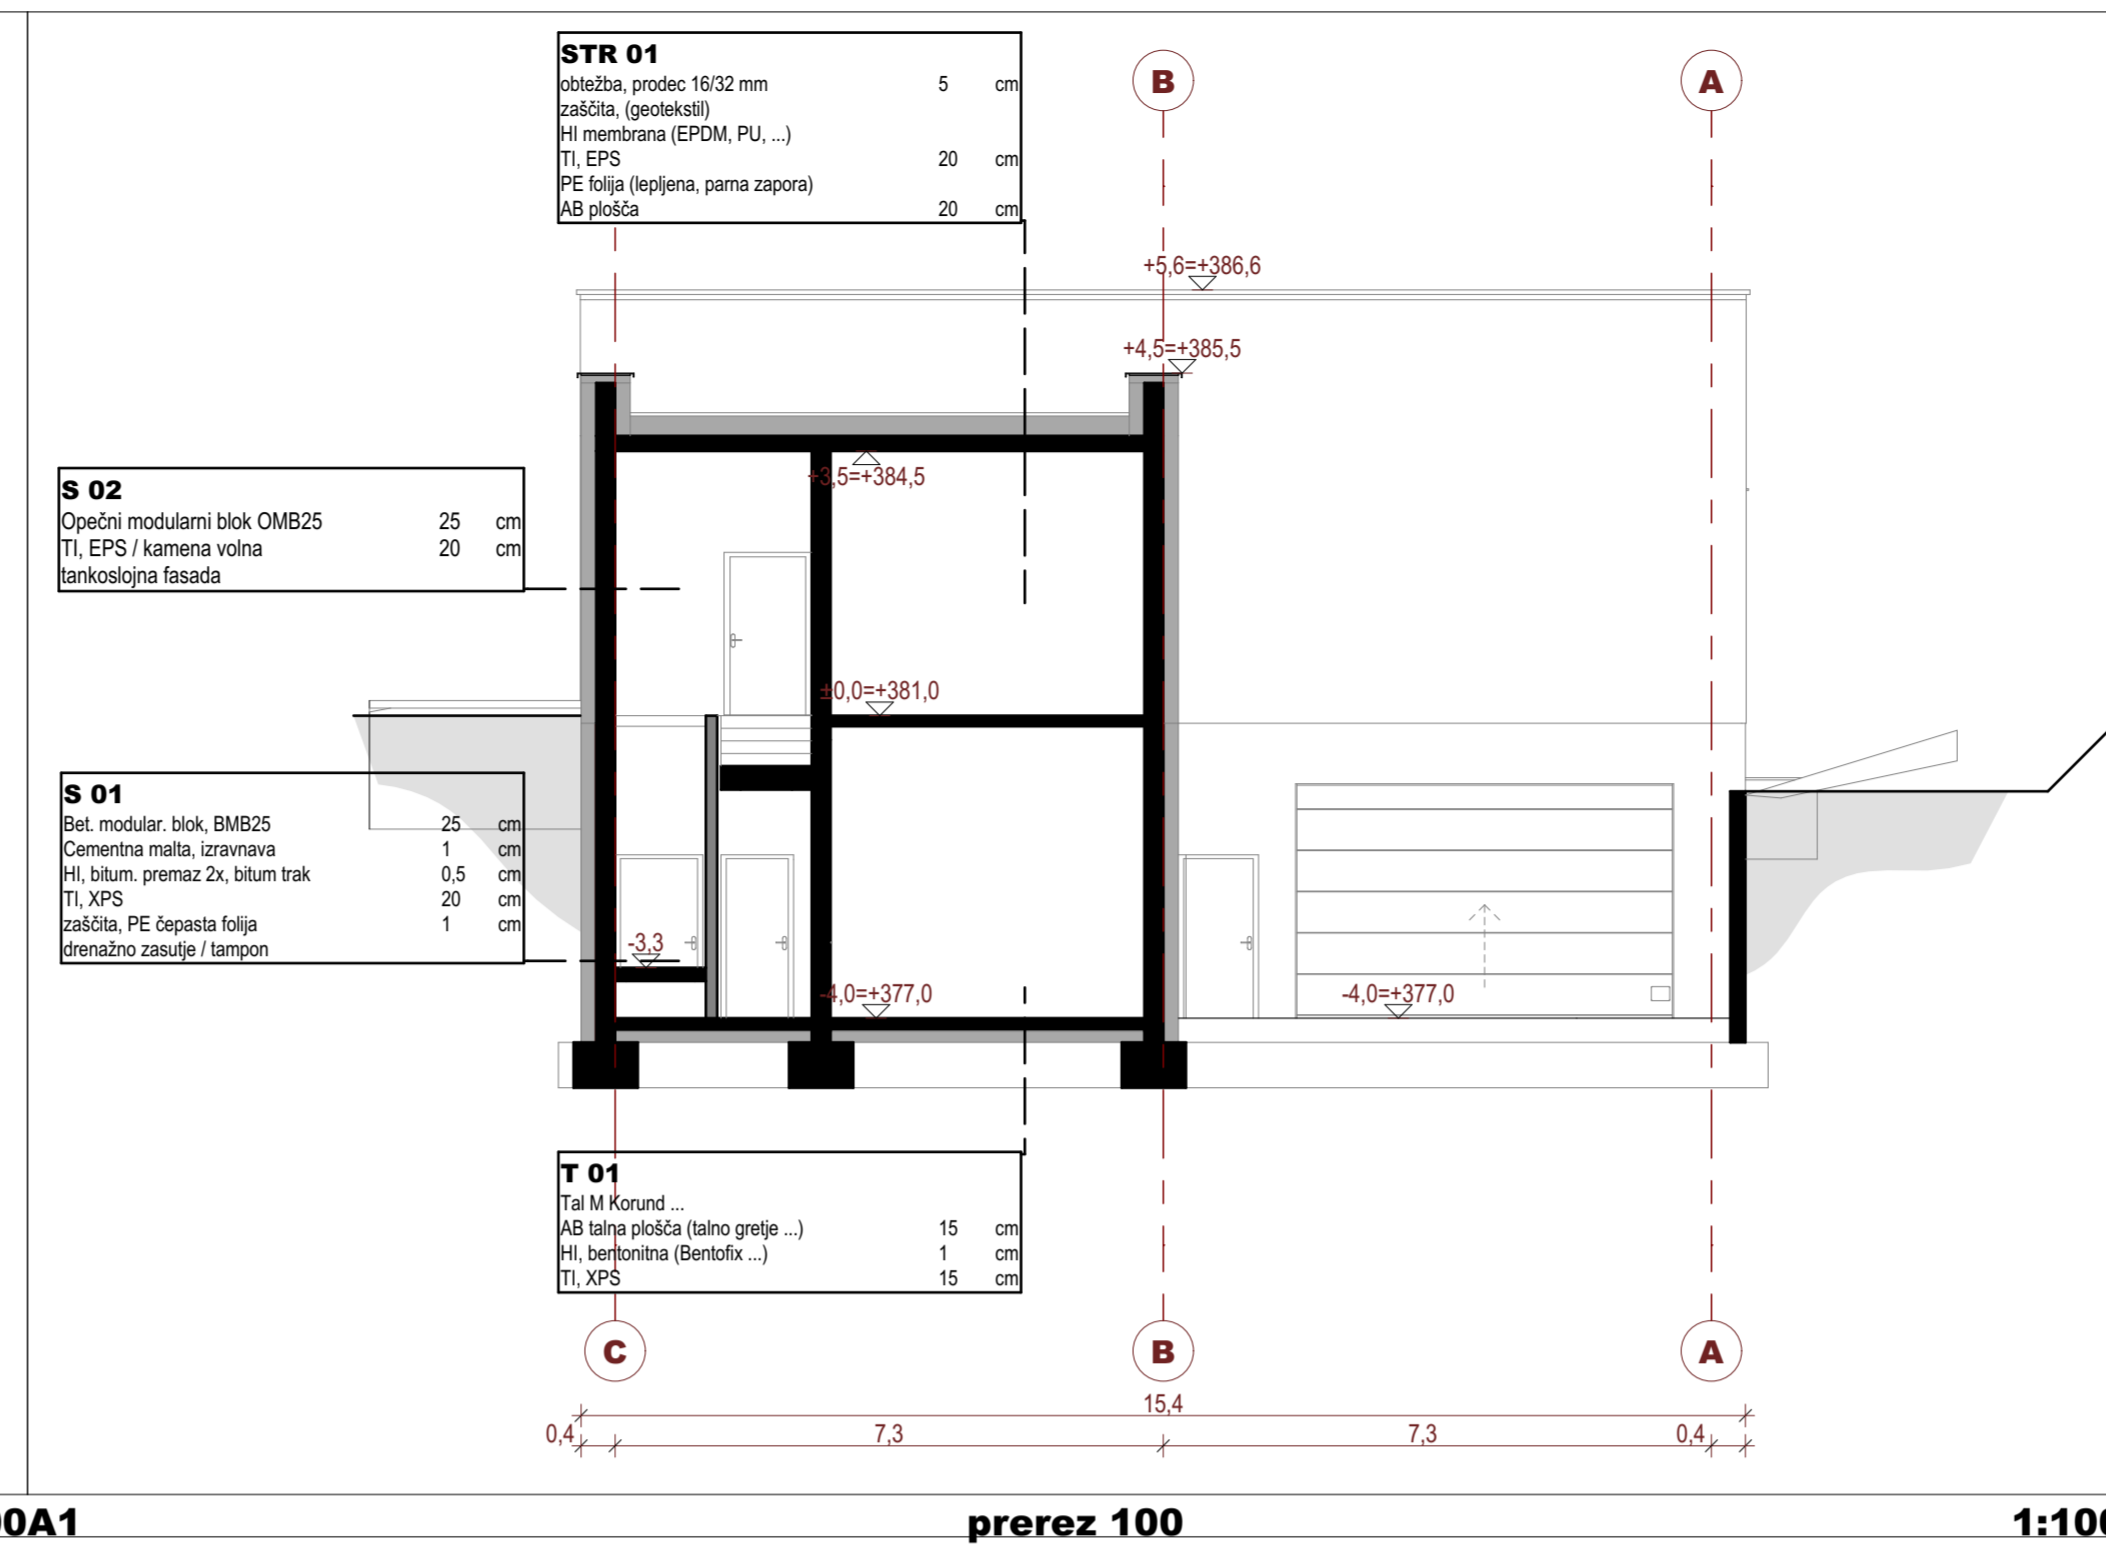 STR 01
obtežba, prodec 16/32 mm 5 cm
zaščita, (geotekstil)
HI membrana (EPDM, PU, ...)
TI, EPS 20 cm
PE folija (lepljena, parna zapora)
AB plošča 20 cm
B
A
+5,6=+386,6
+4,5=+385,5
+3,5=+384,5
S 02
Opečni modularni blok OMB25 25 cm
TI, EPS / kamena volna 20 cm
tankoslojna fasada
±0,0=+381,0
S 01
Bet. modular. blok, BMB25 25 cm
Cementna malta, izravnava 1 cm
HI, bitum. premaz 2x, bitum trak 0,5 cm
TI, XPS 20 cm
zaščita, PE čepasta folija 1 cm
drenažno zasutje / tampon
-3,3
-4,0=+377,0
-4,0=+377,0
T 01
Tal M Korund ...
AB talna plošča (talno gretje ...) 15 cm
HI, bentonitna (Bentofix ...) 1 cm
TI, XPS 15 cm
C
B
A
15,4
0,4
7,3
7,3
0,4
0A1
prerez 100
1:100